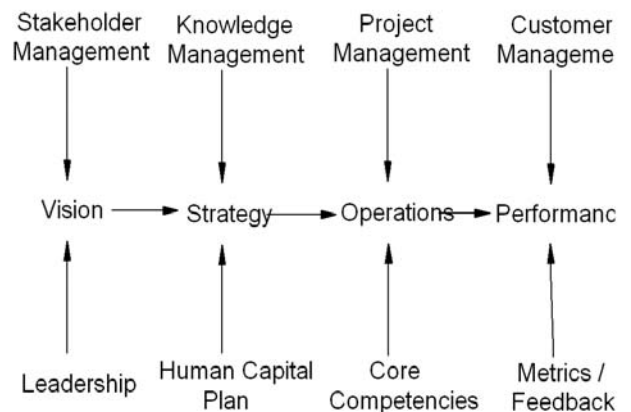 Stakeholder
Management
Knowledge
Management
Project
Management
Customer
Manageme
Vision
Strategy
Operations
Performanc
Leadership
Human Capital
Plan
Core
Competencies
Metrics /
Feedback